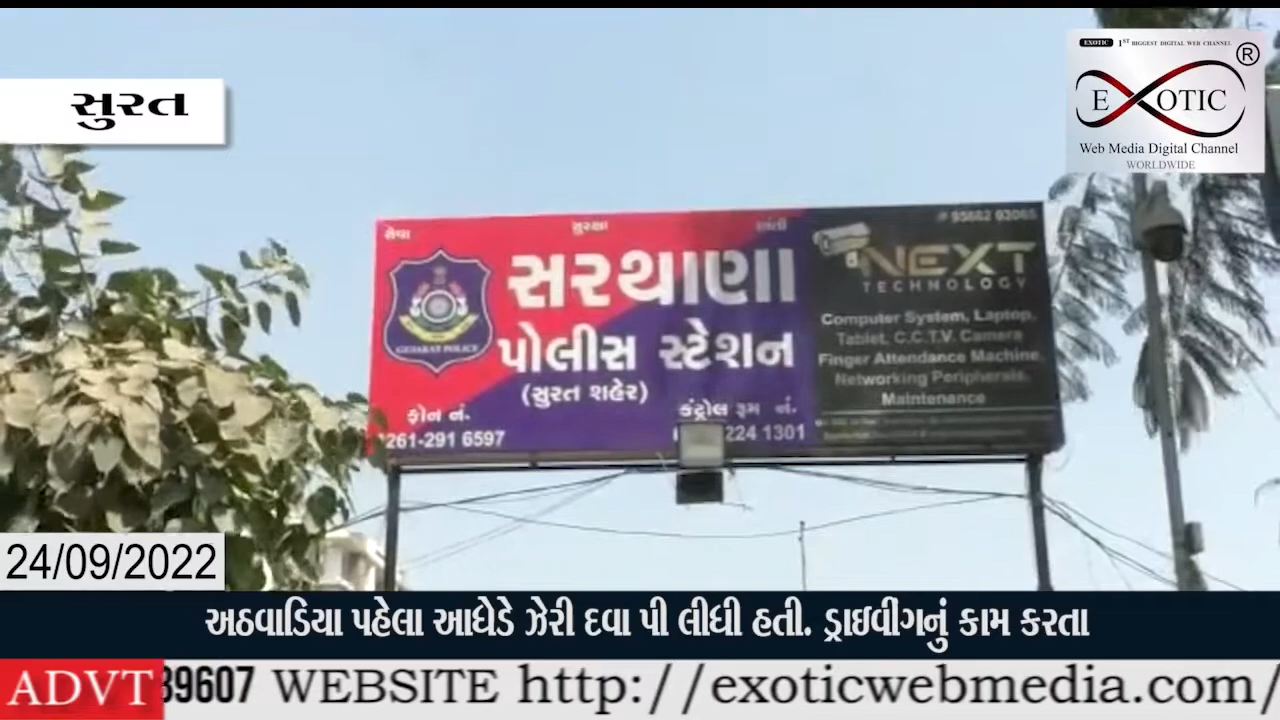 EXOTIC 1ST BIGGEST DIGITAL WEB CHANNEL
®
EXOTIC
Web Media Digital Channel
WORLDWIDE
સુરત
સેવા સુરક્ષા શાંતી
સરથાણા
પોલીસ સ્ટેશન
(સુરત શહેર)
GUJARAT POLICE
ફોન નં. કંટ્રોલ રૂમ નં.
261-291 6597 224 1301
NEXT
TECHNOLOGY
Computer System, Laptop,
Tablet, C.C.T.V. Camera
Finger Attendance Machine,
Networking Peripherals,
Maintenance
24/09/2022
અઠવાડિયા પહેલા આધેડે ઝેરી દવા પી લીધી હતી. ડ્રાઇવીગનું કામ કરતા
ADVT 39607 WEBSITE http://exoticwebmedia.com/